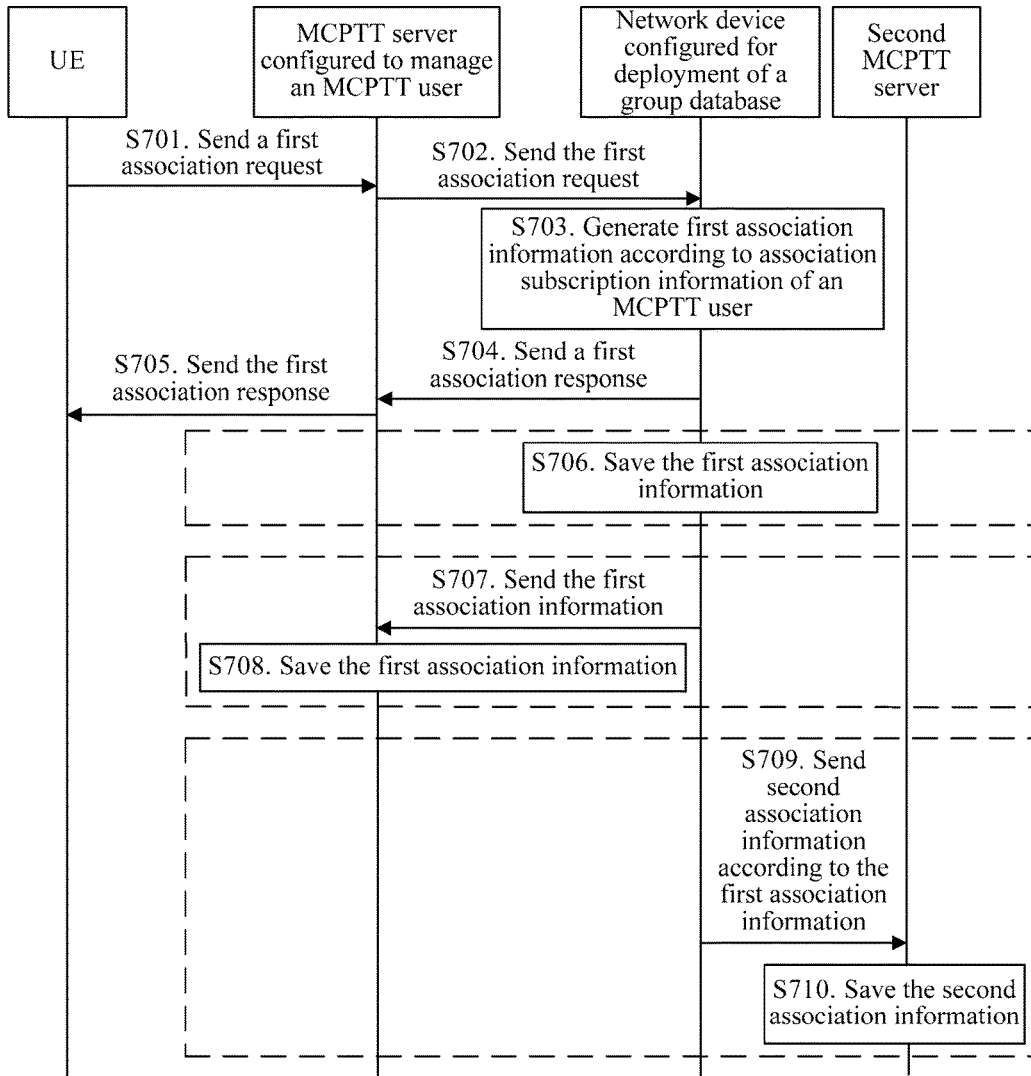 UE
MCPTT server
configured to manage
an MCPTT user
Network device
configured for
deployment of a
group database
Second
MCPTT
server
S701. Send a first
association request
S702. Send the first
association request
S703. Generate first association
information according to association
subscription information of an
MCPTT user
S704. Send a first
association response
S705. Send the first
association response
S706. Save the first association
information
S707. Send the first
association information
S708. Save the first association information
S709. Send
second
association
information
according to the
first association
information
S710. Save the second
association information